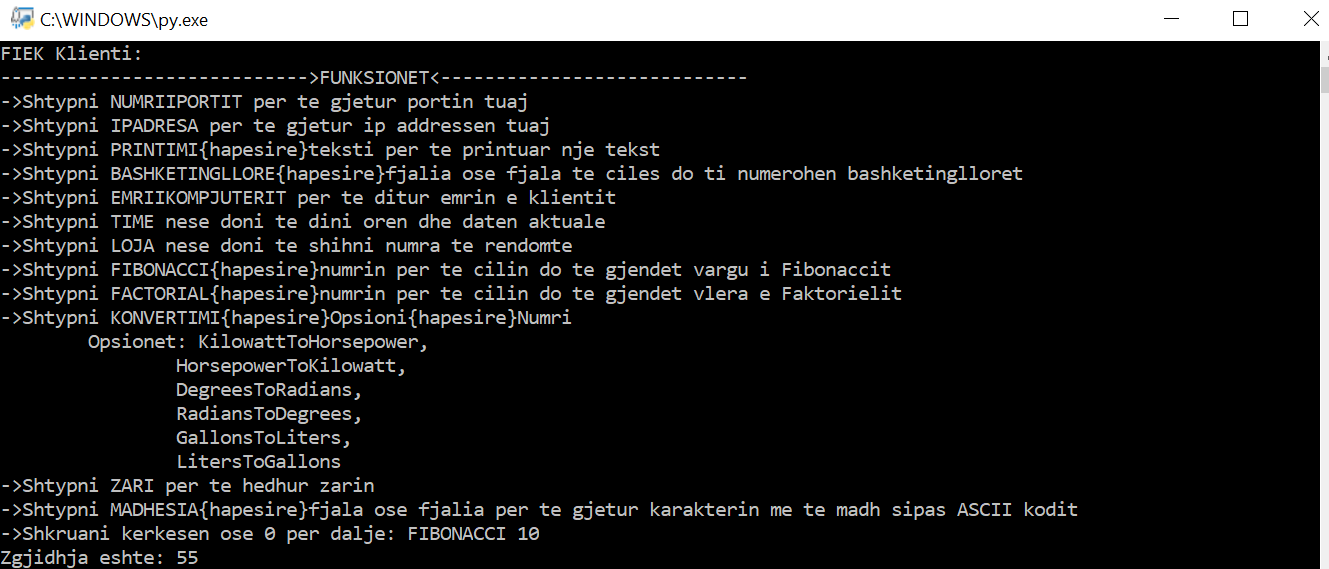 C:\WINDOWS\py.exe
FIEK Klienti:
---------------------------->FUNKSIONET<----------------------------
->Shtypni NUMRIIPORTIT per te gjetur portin tuaj
->Shtypni IPADRESA per te gjetur ip addressen tuaj
->Shtypni PRINTIMI{hapesire}teksti per te printuar nje tekst
->Shtypni BASHKETINGLLORE{hapesire}fjalia ose fjala te ciles do ti numerohen bashketinglloret
->Shtypni EMRIIKOMPJUTERIT per te ditur emrin e klientit
->Shtypni TIME nese doni te dini oren dhe daten aktuale
->Shtypni LOJA nese doni te shihni numra te rendomte
->Shtypni FIBONACCI{hapesire}numrin per te cilin do te gjendet vargu i Fibonaccit
->Shtypni FACTORIAL{hapesire}numrin per te cilin do te gjendet vlera e Faktorielit
->Shtypni KONVERTIMI{hapesire}Opsioni{hapesire}Numri
Opsionet: KilowattToHorsepower,
HorsepowerToKilowatt,
DegreesToRadians,
RadiansToDegrees,
GallonsToLiters,
LitersToGallons
->Shtypni ZARI per te hedhur zarin
->Shtypni MADHESIA{hapesire}fjala ose fjalia per te gjetur karakterin me te madh sipas ASCII kodit
->Shkruani kerkesen ose 0 per dalje: FIBONACCI 10
Zgjidhja eshte: 55